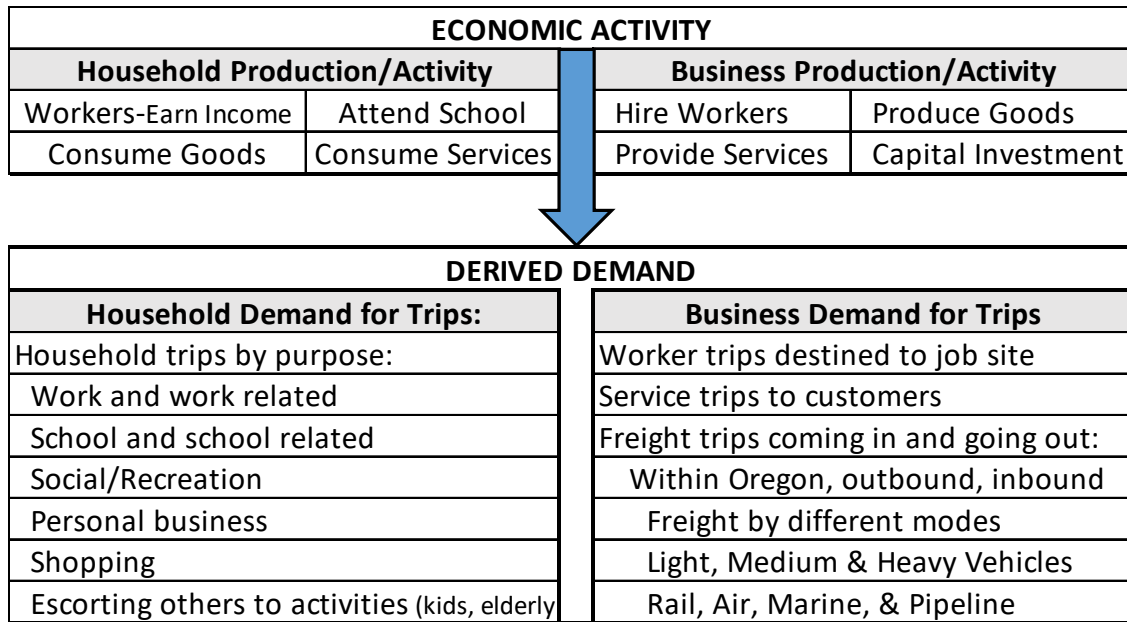 ECONOMIC ACTIVITY
Household Production/Activity
Business Production/Activity
Workers-Earn Income
Attend School
Hire Workers
Produce Goods
Consume Goods
Consume Services
Provide Services
Capital Investment
DERIVED DEMAND
Household Demand for Trips:
Household trips by purpose:
Work and work related
School and school related
Social/Recreation
Personal business
Shopping
Escorting others to activities (kids, elderly
Business Demand for Trips
Worker trips destined to job site
Service trips to customers
Freight trips coming in and going out:
Within Oregon, outbound, inbound
Freight by different modes
Light, Medium & Heavy Vehicles
Rail, Air, Marine, & Pipeline